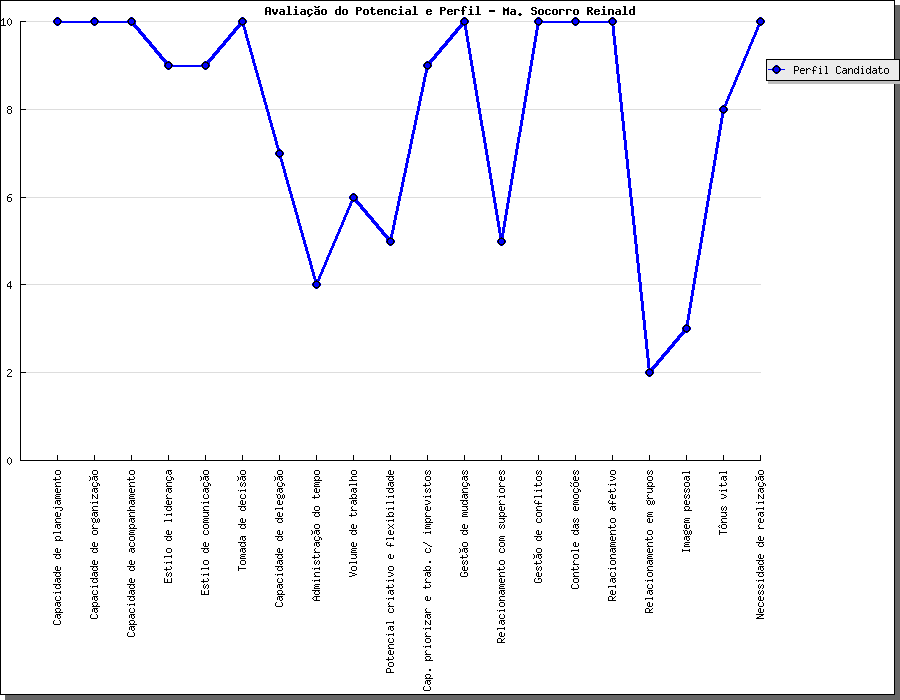 Avaliação do Potencial e Perfil - Ma. Socorro Reinald
Perfil Candidato
10
8
6
4
2
0
Capacidade de planejamento
Capacidade de organização
Capacidade de acompanhamento
Estilo de liderança
Estilo de comunicação
Tomada de decisão
Capacidade de delegação
Administração do tempo
Volume de trabalho
Potencial criativo e flexibilidade
Cap. priorizar e trab. c/ imprevistos
Gestão de mudanças
Relacionamento com superiores
Gestão de conflitos
Controle das emoções
Relacionamento afetivo
Relacionamento em grupos
Imagem pessoal
Tônus vital
Necessidade de realização